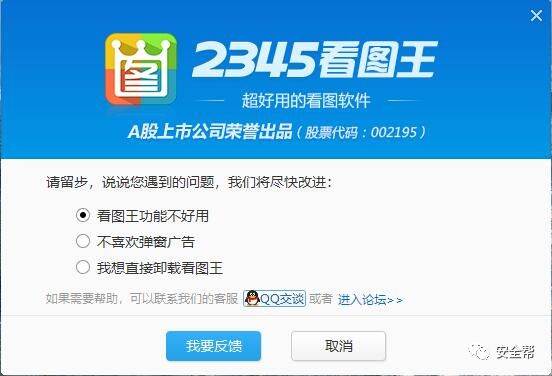 图
2345看图王
超好用的看图软件
A股上市公司荣誉出品（股票代码：002195）
请留步，说说您遇到的问题，我们将尽快改进：
看图王功能不好用
不喜欢弹窗广告
我想直接卸载看图王
如果需要帮助，可以联系我们的客服 QQ交谈 或者 进入论坛>>
我要反馈 取消
安全帮